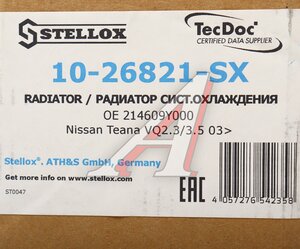 STELLOX
TecDoc
CERTIFIED DATA SUPPLIER
10-26821-SX
RADIATOR / РАДИАТОР СИСТ.ОХЛАЖДЕНИЯ
OE 214609Y000
Nissan Teana VQ2.3/3.5 03>
Stellox®, ATH&S GmbH, Germany
Get more info on www.stellox.com
ST0047
EAC
4 057276 542358